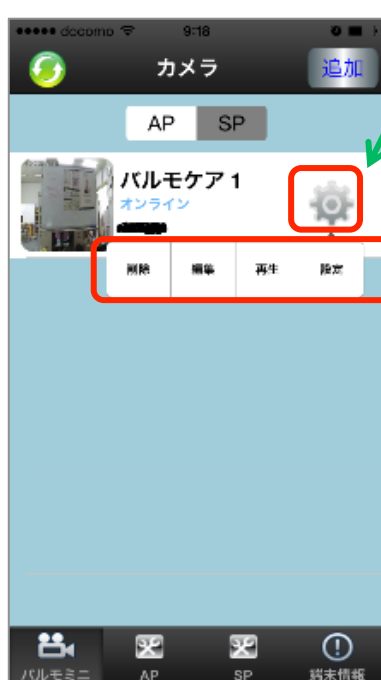 docomo 9:18
カメラ 追加
AP SP
バルモケア 1
オンライン
削除 編集 再生 設定
バルモミニ AP SP 端末情報